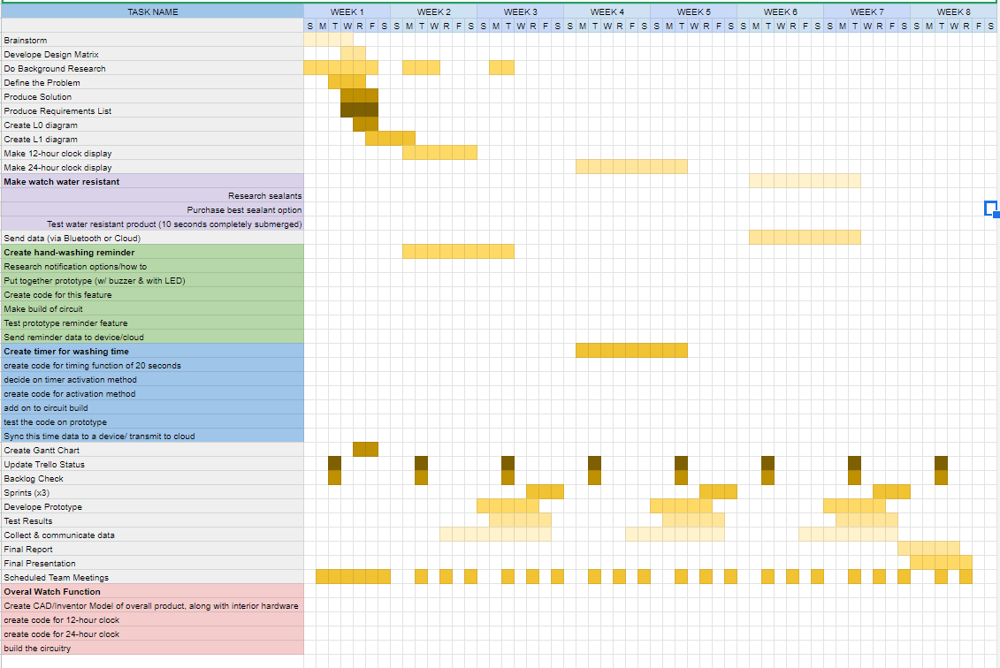 TASK NAME WEEK 1 WEEK 2 WEEK 3 WEEK 4 WEEK 5 WEEK 6 WEEK 7 WEEK 8
S M T W R F S S M T W R F S S M T W R F S S M T W R F S S M T W R F S S M T W R F S S M T W R F S S M T W R F S
Brainstorm
Develope Design Matrix
Do Background Research
Define the Problem
Produce Solution
Produce Requirements List
Create L0 diagram
Create L1 diagram
Make 12-hour clock display
Make 24-hour clock display
Make watch water resistant
Research sealants
Purchase best sealant option
Test water resistant product (10 seconds completely submerged)
Send data (via Bluetooth or Cloud)
Create hand-washing reminder
Research notification options/how to
Put together prototype (w/ buzzer & with LED)
Create code for this feature
Make build of circuit
Test prototype reminder feature
Send reminder data to device/cloud
Create timer for washing time
create code for timing function of 20 seconds
decide on timer activation method
create code for activation method
add on to circuit build
test the code on prototype
Sync this time data to a device/ transmit to cloud
Create Gantt Chart
Update Trello Status
Backlog Check
Sprints (x3)
Develope Prototype
Test Results
Collect & communicate data
Final Report
Final Presentation
Scheduled Team Meetings
Overal Watch Function
Create CAD/Inventor Model of overall product, along with interior hardware
create code for 12-hour clock
create code for 24-hour clock
build the circuitry